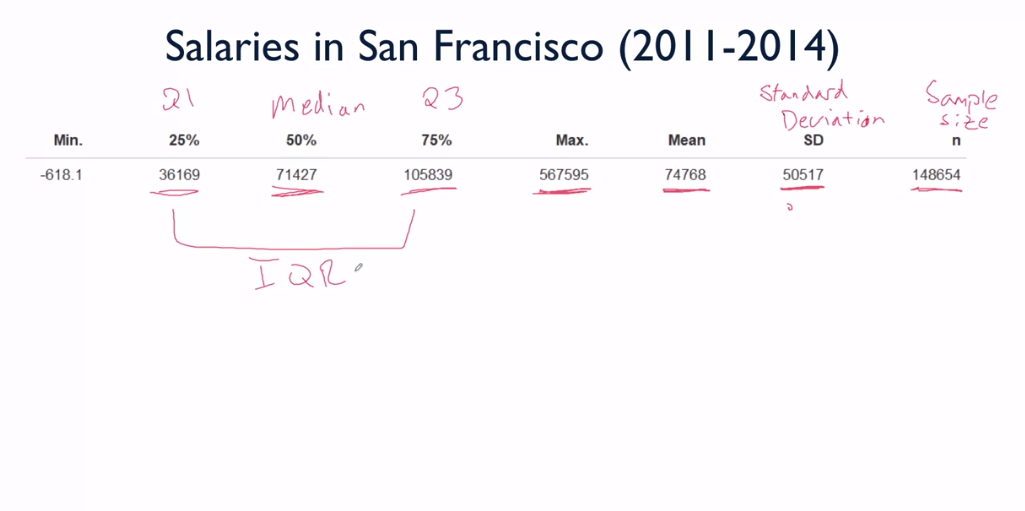 Salaries in San Francisco (2011-2014)
Q1 Median Q3 Standard Deviation Sample size
Min. 25% 50% 75% Max. Mean SD n
-618.1 36169 71427 105839 567595 74768 50517 148654
IQR